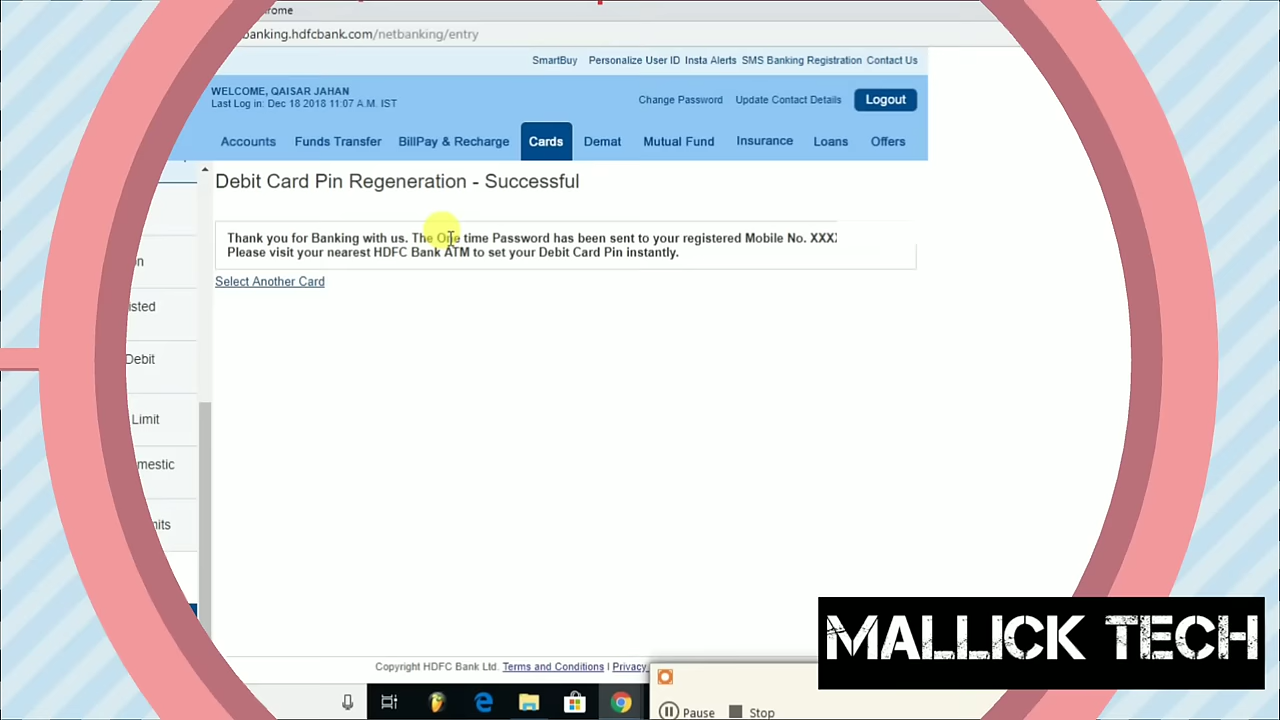 banking.hdfcbank.com/netbanking/entry
SmartBuy Personalize User ID Insta Alerts SMS Banking Registration Contact Us
WELCOME, QAISAR JAHAN
Last Log in: Dec 18 2018 11:07 A.M. IST
Change Password Update Contact Details Logout
Accounts Funds Transfer BillPay & Recharge Cards Demat Mutual Fund Insurance Loans Offers
Debit Card Pin Regeneration - Successful
Thank you for Banking with us. The One time Password has been sent to your registered Mobile No. XXX
Please visit your nearest HDFC Bank ATM to set your Debit Card Pin instantly.
Select Another Card
Debit
Limit
Copyright HDFC Bank Ltd. Terms and Conditions | Privacy
Pause Stop
MALLICK TECH